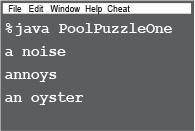 File Edit Window Help Cheat
%java PoolPuzzleOne
a noise
annoys
an oyster